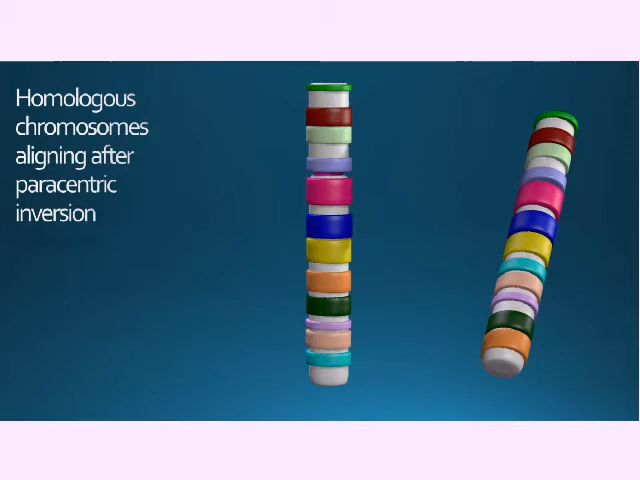 Homologous
chromosomes
aligning after
paracentric
inversion